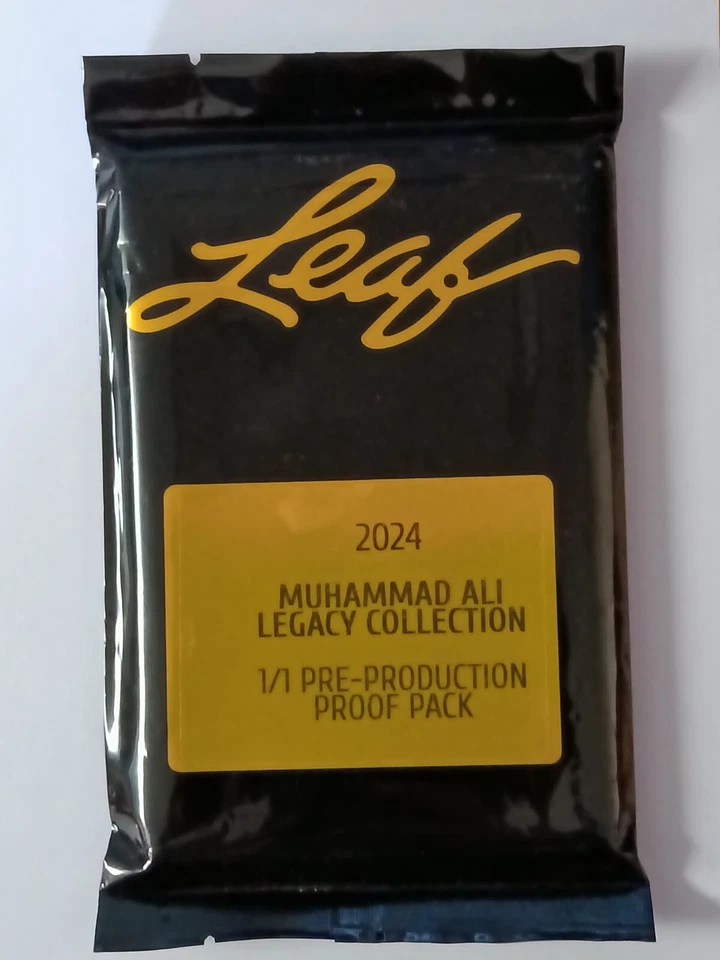 Leaf
2024
MUHAMMAD ALI
LEGACY COLLECTION
1/1 PRE-PRODUCTION
PROOF PACK